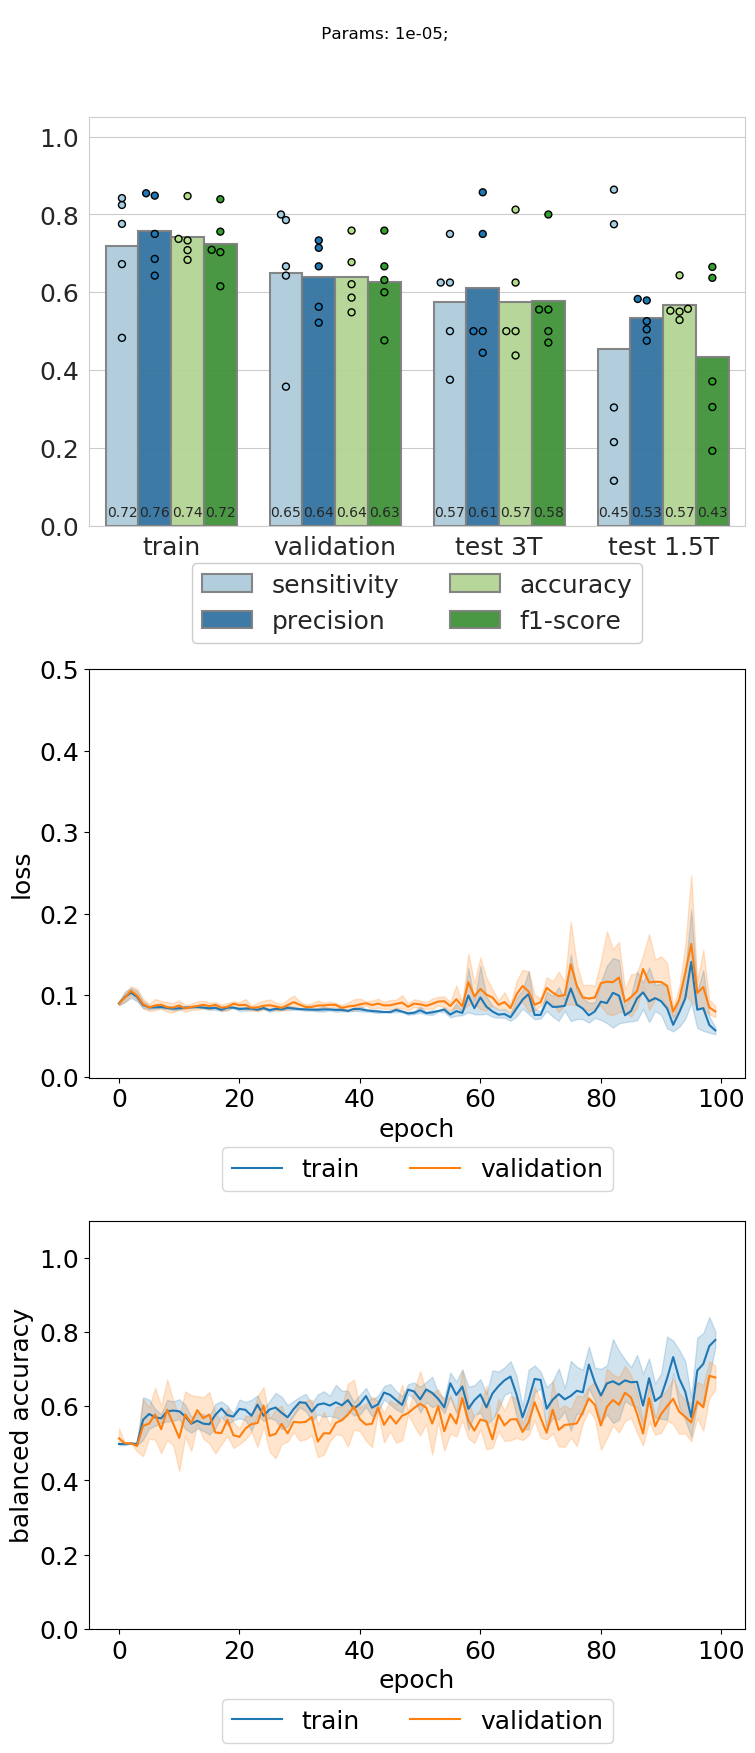 Params: 1e-05;
1.0
0.8
0.6
0.4
0.2
0.0
0.72 0.76 0.74 0.72 0.65 0.64 0.64 0.63 0.57 0.61 0.57 0.58 0.45 0.53 0.57 0.43
train validation test 3T test 1.5T
sensitivity accuracy
precision f1-score
0.5
0.4
0.3
0.2
0.1
0.0
loss
0 20 40 60 80 100
epoch
train validation
1.0
0.8
0.6
0.4
0.2
0.0
balanced accuracy
0 20 40 60 80 100
epoch
train validation